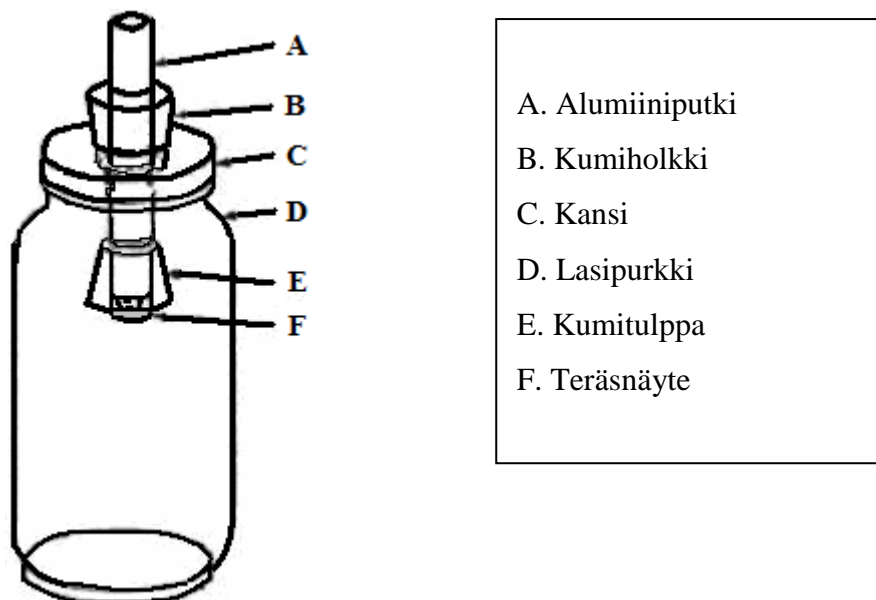 A
B
C
D
E
F
A. Alumiiniputki
B. Kumiholkki
C. Kansi
D. Lasipurkki
E. Kumitulppa
F. Teräsnäyte